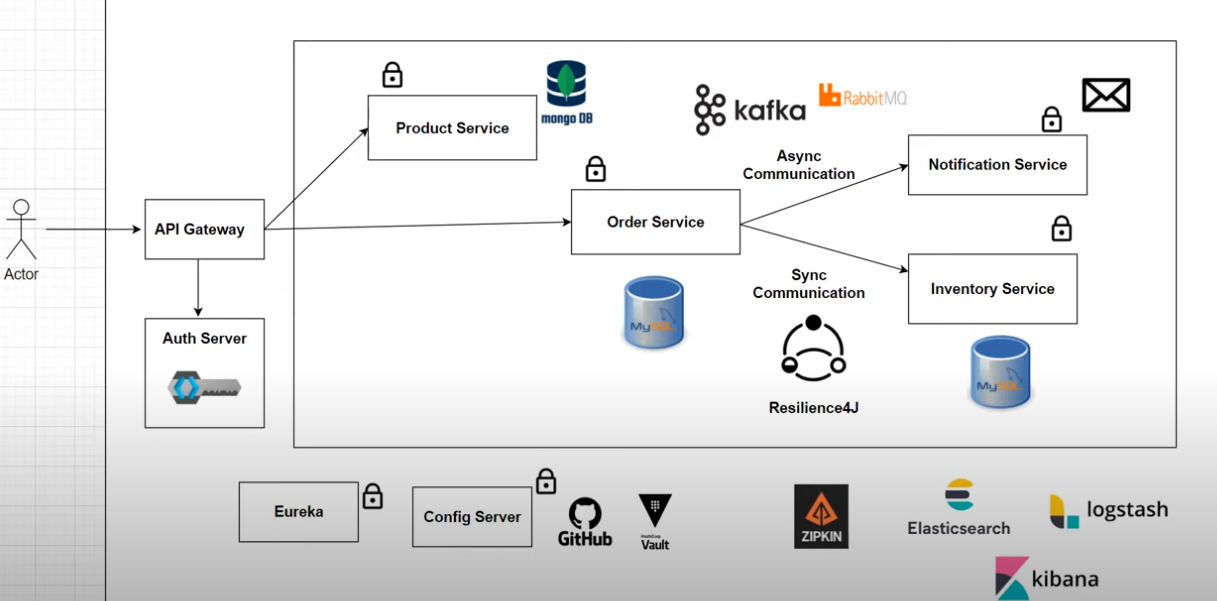 mongo DB
Product Service
kafka
RabbitMQ
Async
Communication
Notification Service
Order Service
API Gateway
Actor
Sync
Communication
Inventory Service
MySQL
Auth Server
MySQL
Resilience4J
Eureka
Config Server
GitHub
HashiCorp
Vault
ZIPKIN
Elasticsearch
logstash
kibana